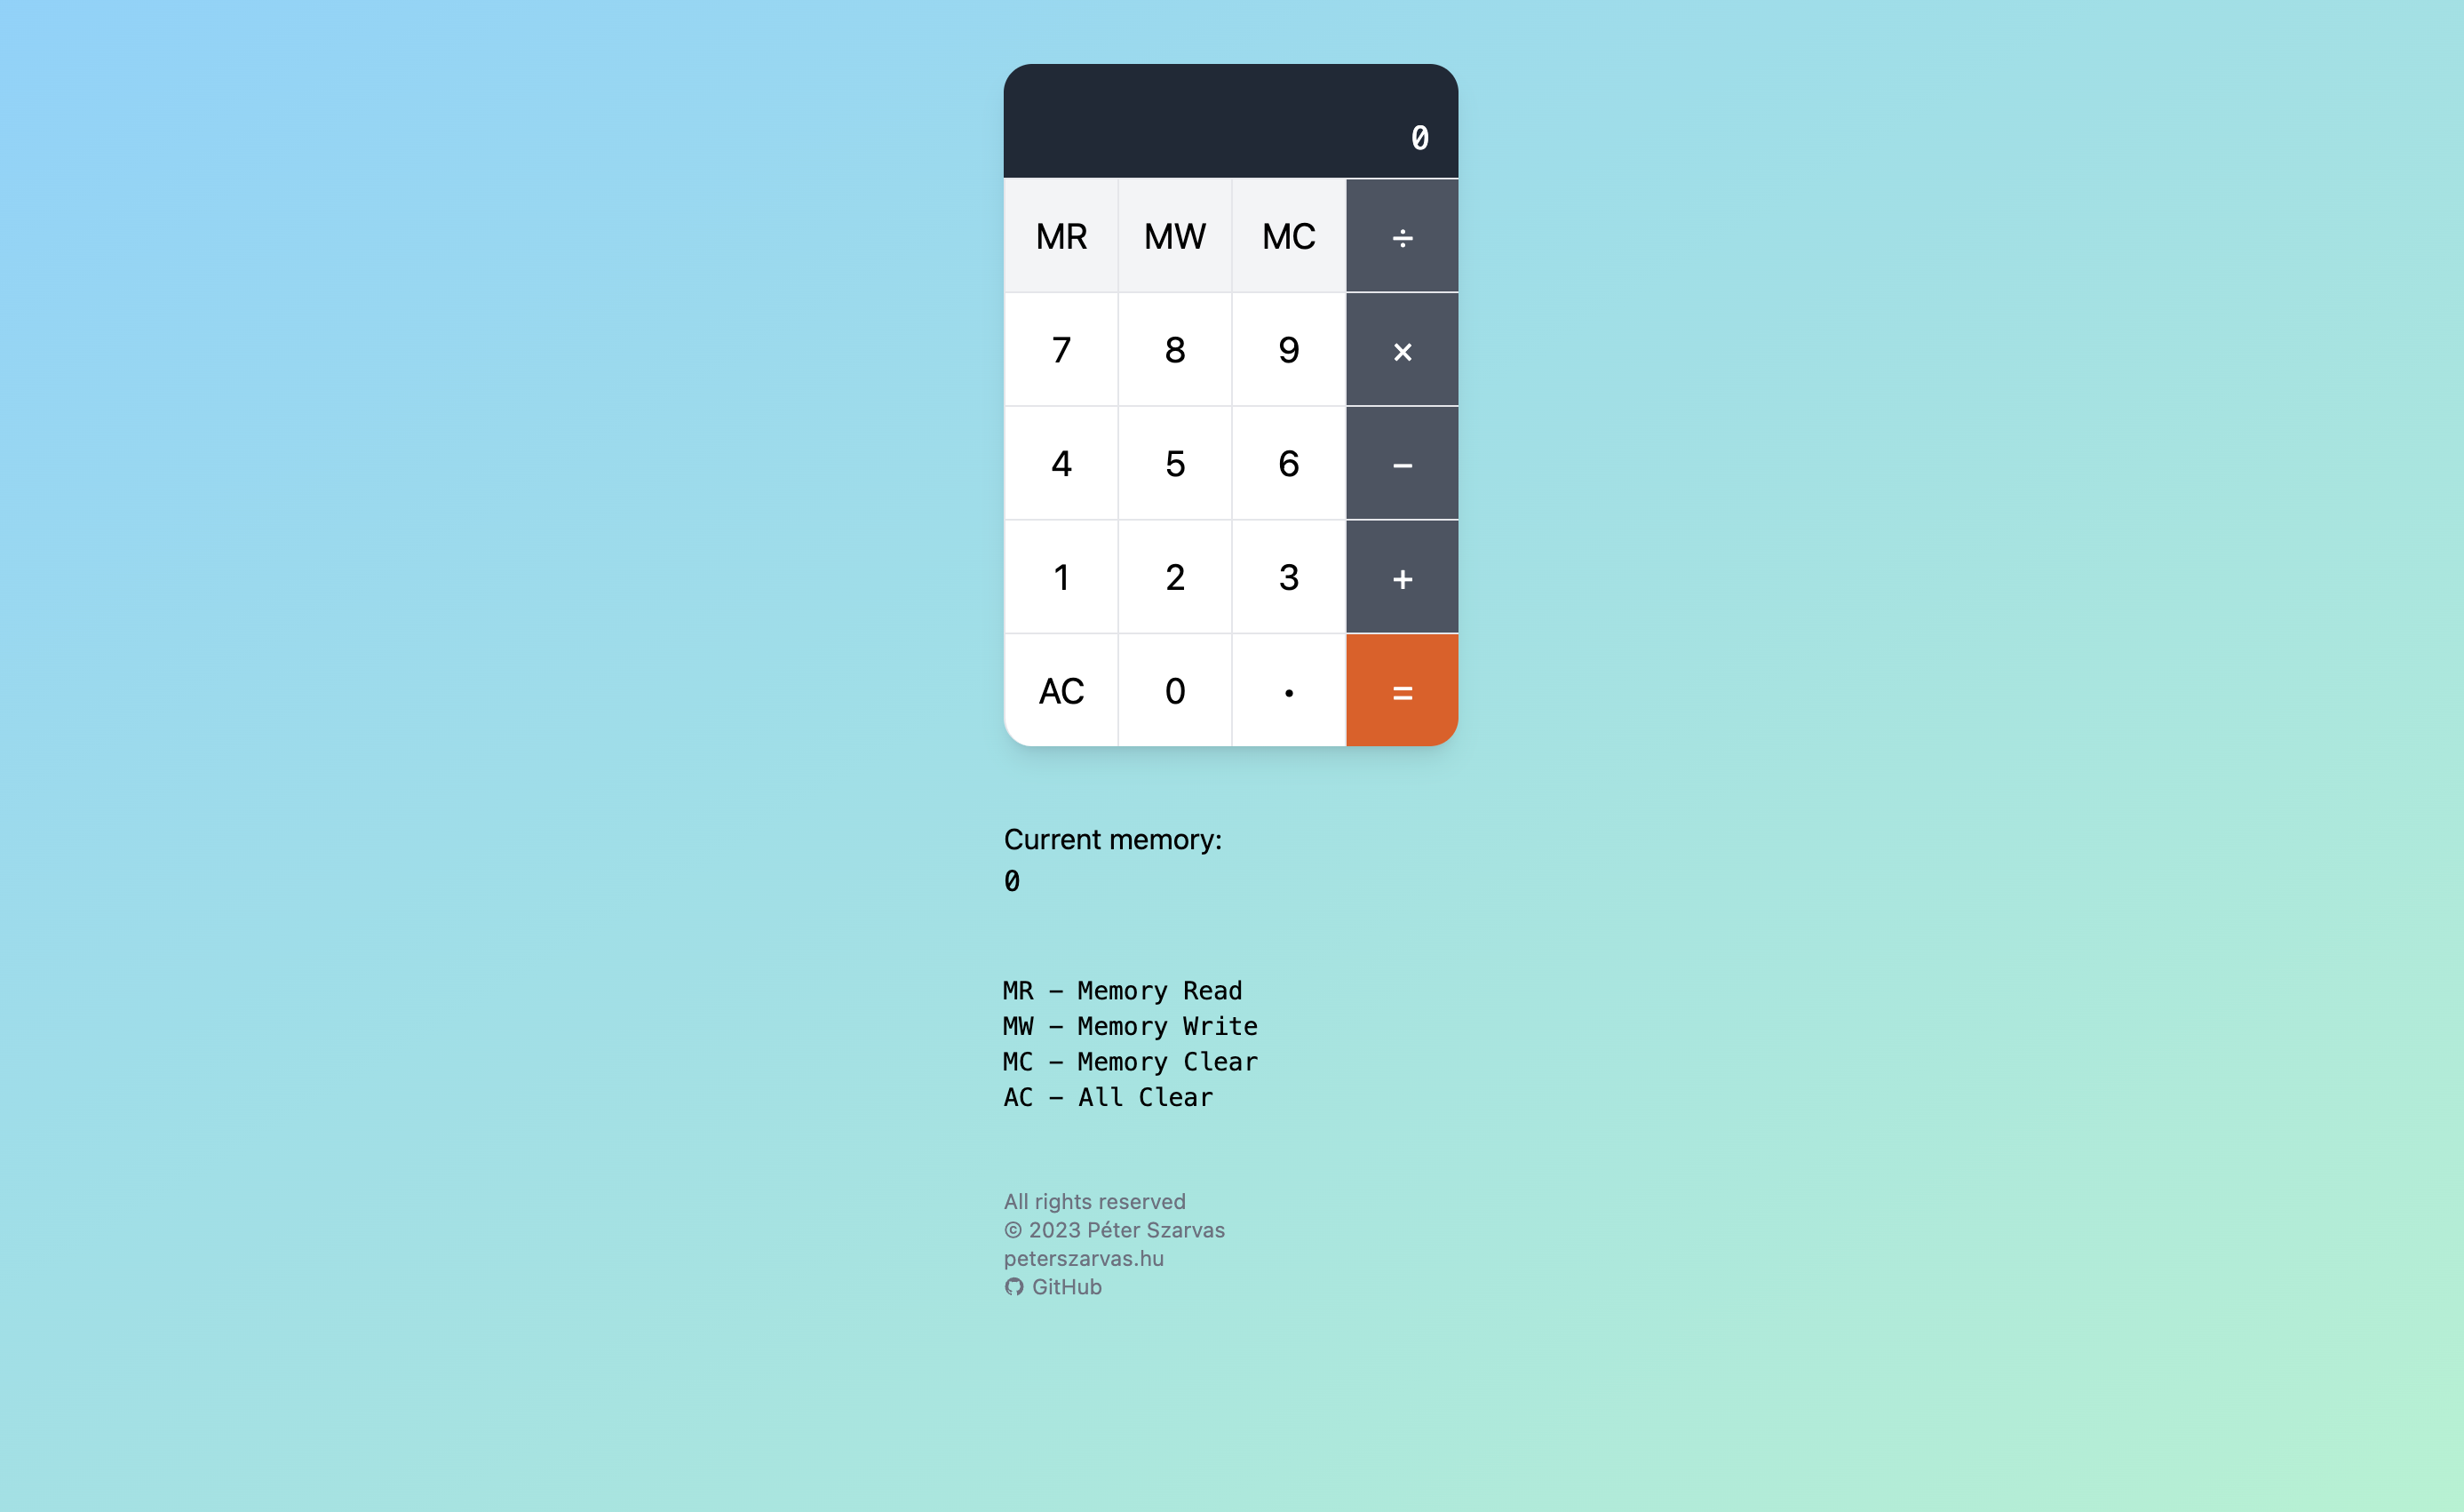 0
MR MW MC ÷
7 8 9 ×
4 5 6 −
1 2 3 +
AC 0 · =
Current memory:
0
MR – Memory Read
MW – Memory Write
MC – Memory Clear
AC – All Clear
All rights reserved
© 2023 Péter Szarvas
peterszarvas.hu
GitHub